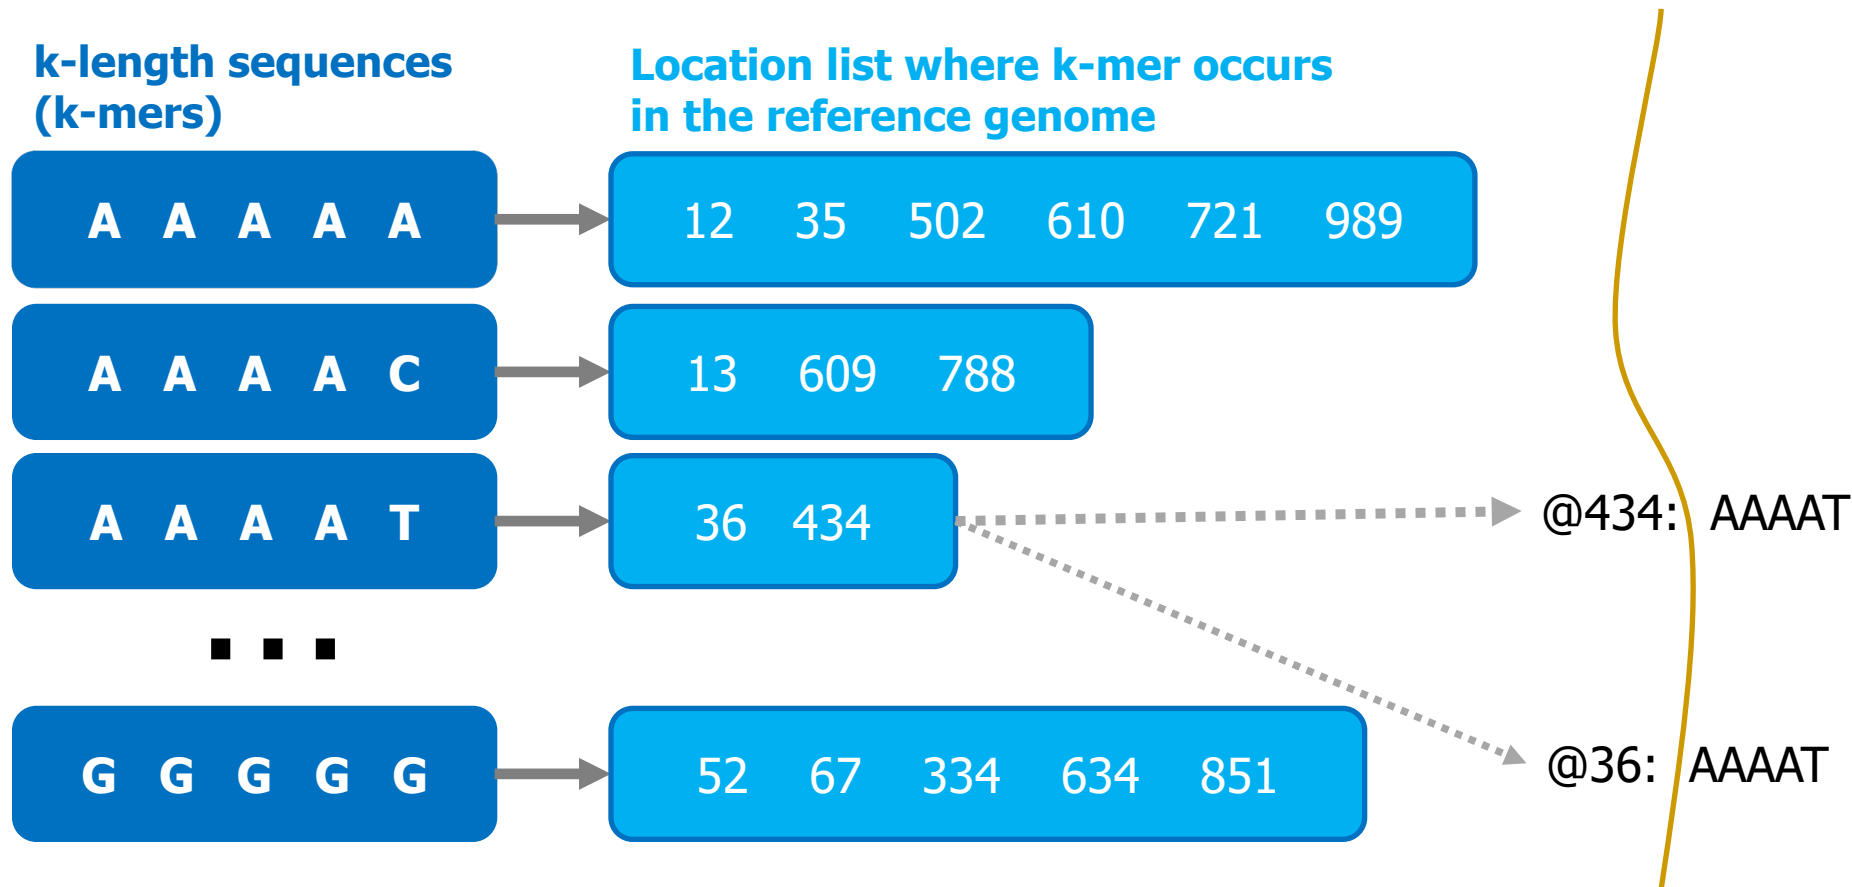 k-length sequences
(k-mers)
Location list where k-mer occurs
in the reference genome
A A A A A
12 35 502 610 721 989
A A A A C
13 609 788
A A A A T
36 434
@434: AAAAT
...
@36: AAAAT
G G G G G
52 67 334 634 851